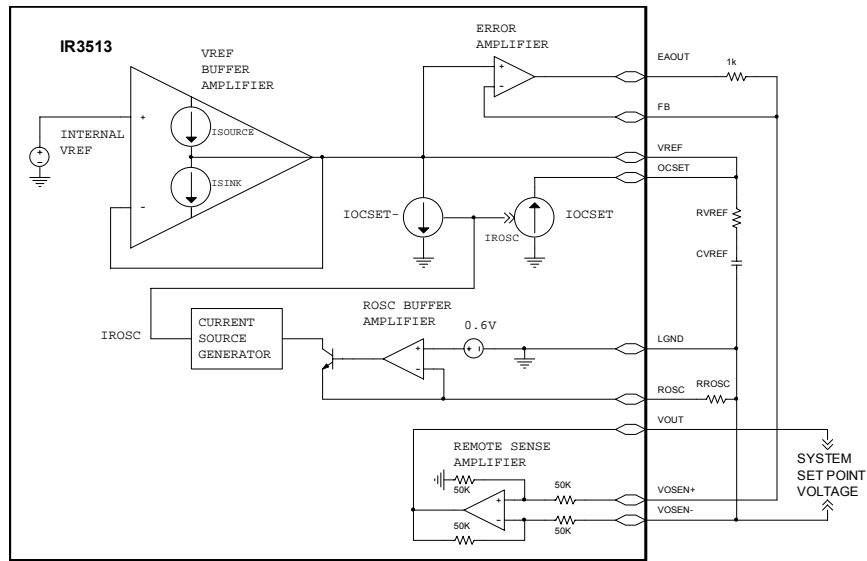 IR3513
VREF
BUFFER
AMPLIFIER
ERROR
AMPLIFIER
EAOUT
1k
FB
INTERNAL
VREF
+
-
ISOURCE
ISINK
+
-
VREF
OCSET
IOCSET-
IROSC
IOCSET
RVREF
CVREF
IROSC
CURRENT
SOURCE
GENERATOR
ROSC BUFFER
AMPLIFIER
0.6V
+
-
LGND
ROSC
RROSC
VOUT
REMOTE SENSE
AMPLIFIER
50K
50K
+
-
50K
50K
VOSEN+
VOSEN-
SYSTEM
SET POINT
VOLTAGE